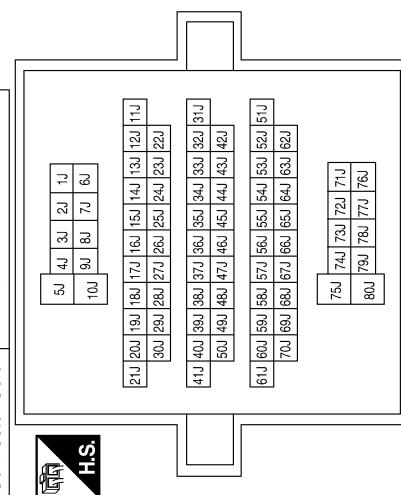 H.S.
5J 4J 3J 2J 1J
10J 9J 8J 7J 6J
21J 20J 19J 18J 17J 16J 15J 14J 13J 12J 11J
30J 29J 28J 27J 26J 25J 24J 23J 22J
41J 40J 39J 38J 37J 36J 35J 34J 33J 32J 31J
50J 49J 48J 47J 46J 45J 44J 43J 42J
61J 60J 59J 58J 57J 56J 55J 54J 53J 52J 51J
70J 69J 68J 67J 66J 65J 64J 63J 62J
75J 74J 73J 72J 71J
80J 79J 78J 77J 76J